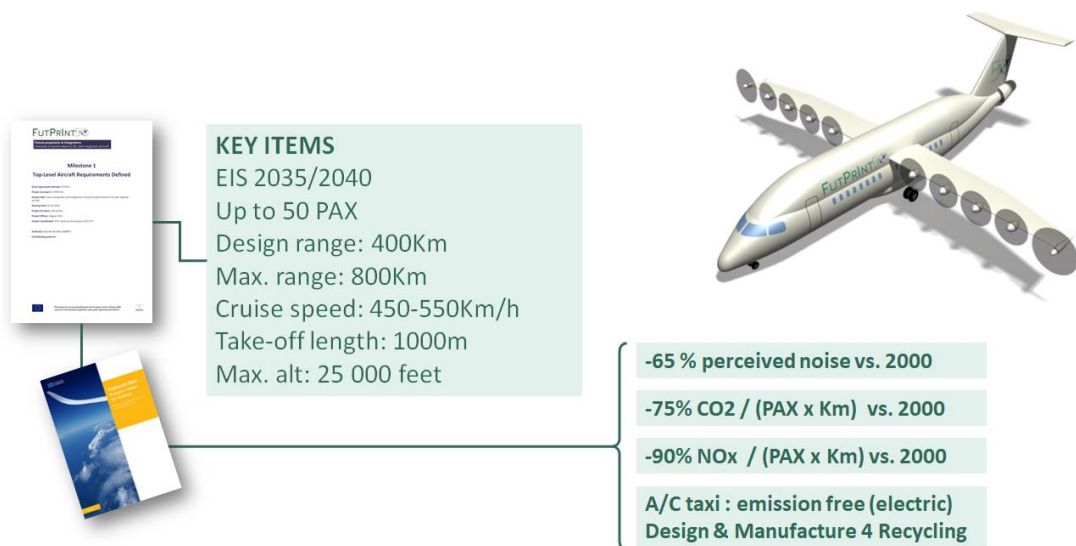 FUTPRINT50
Milestone 1
Top-Level Aircraft Requirements Defined
KEY ITEMS
EIS 2035/2040
Up to 50 PAX
Design range: 400Km
Max. range: 800Km
Cruise speed: 450-550Km/h
Take-off length: 1000m
Max. alt: 25 000 feet
FUTPRINT50
-65 % perceived noise vs. 2000
-75% CO2 / (PAX x Km)  vs. 2000
-90% NOx  / (PAX x Km) vs. 2000
A/C taxi : emission free (electric)
Design & Manufacture 4 Recycling